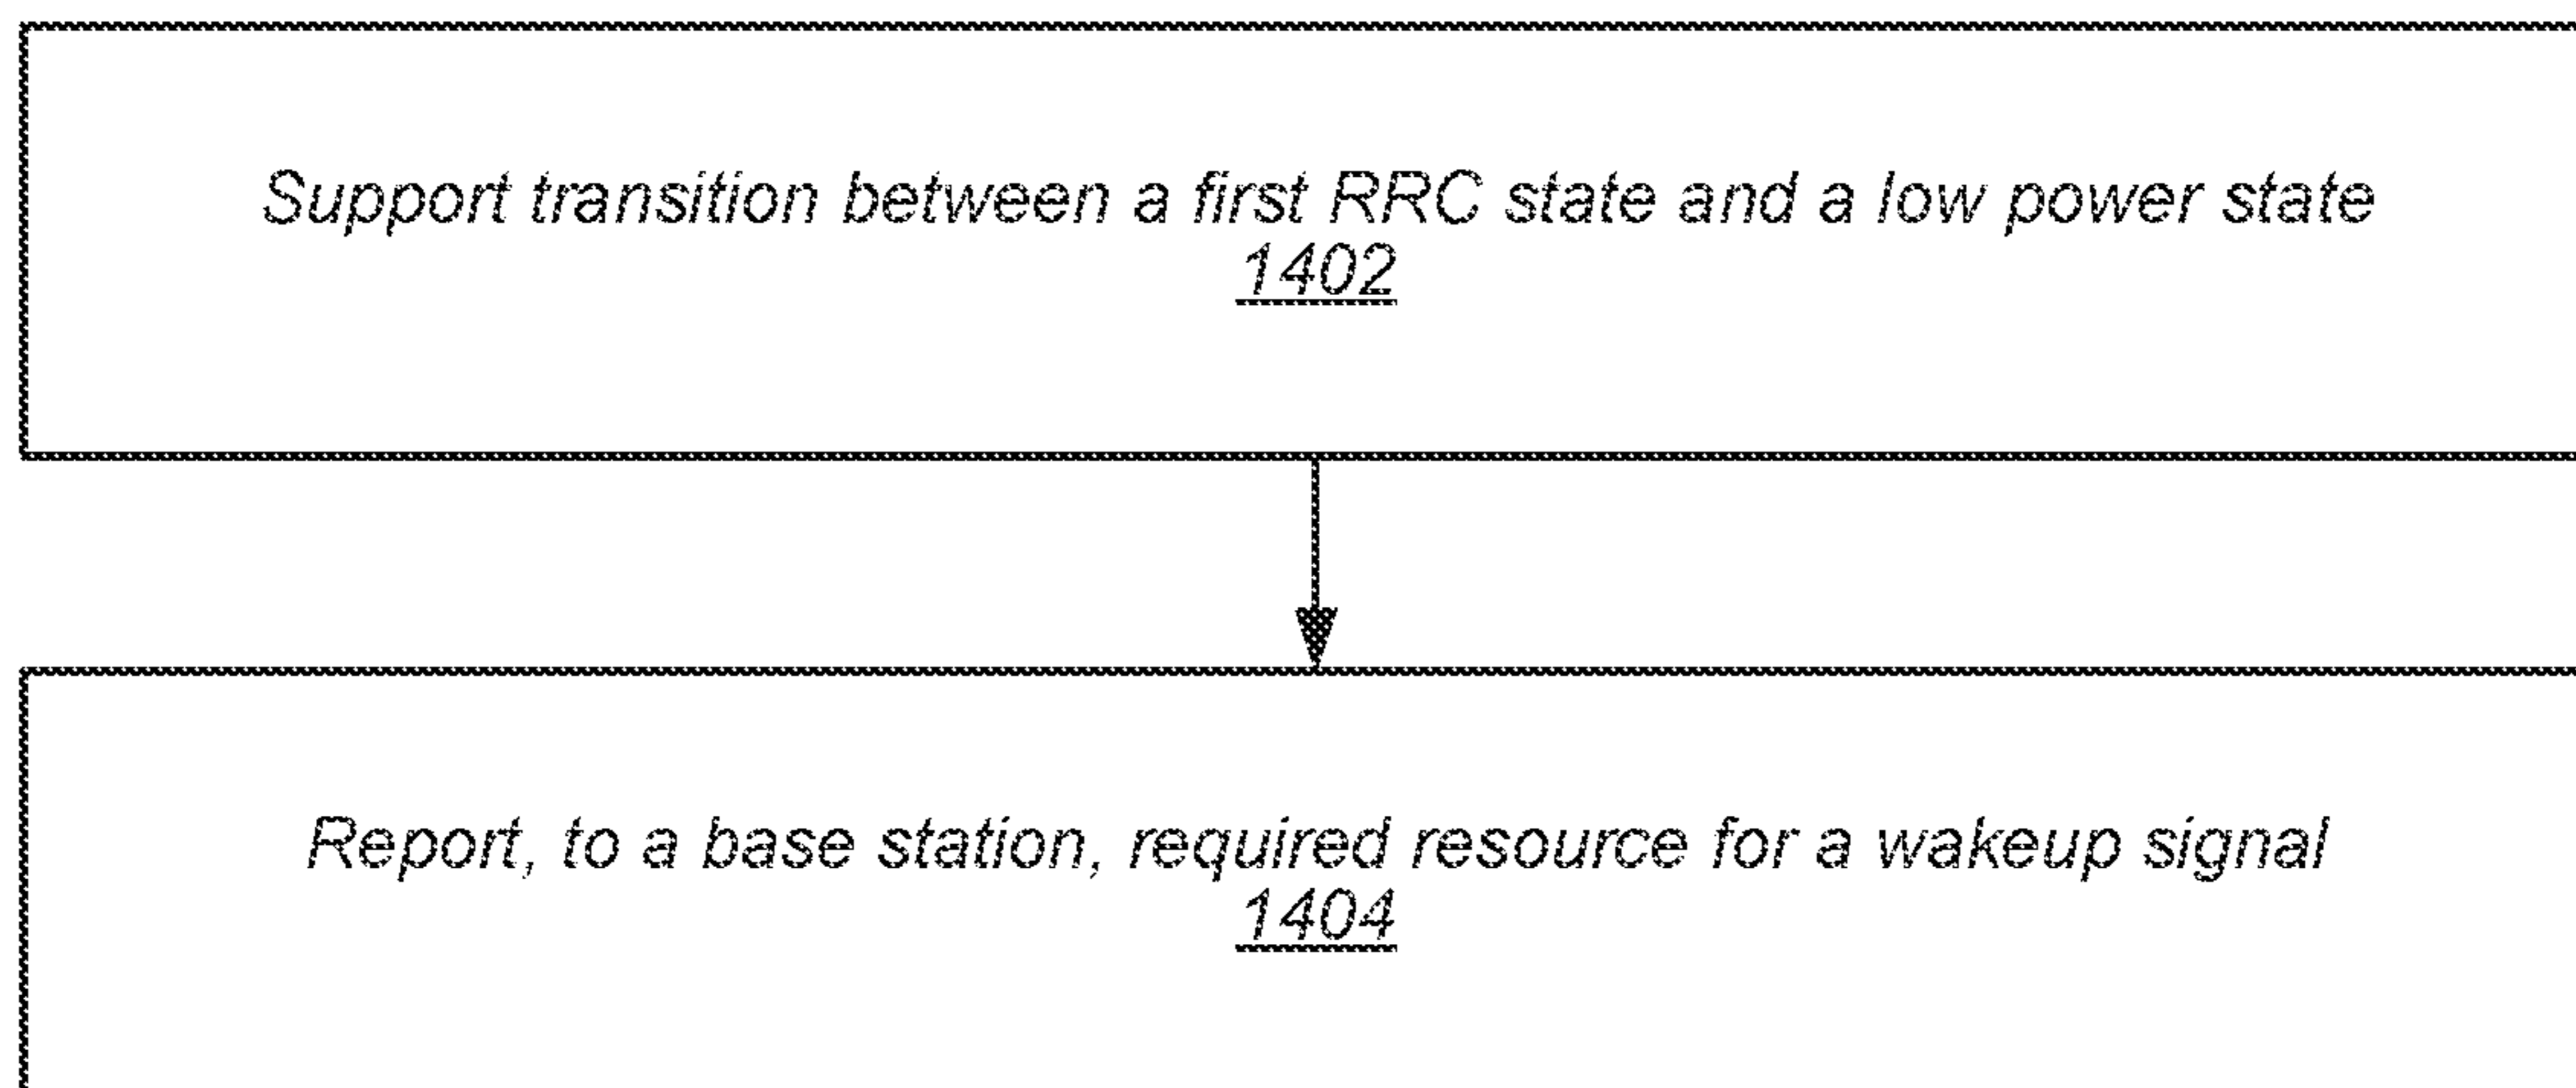 Support transition between a first RRC state and a low power state
1402
Report, to a base station, required resource for a wakeup signal
1404